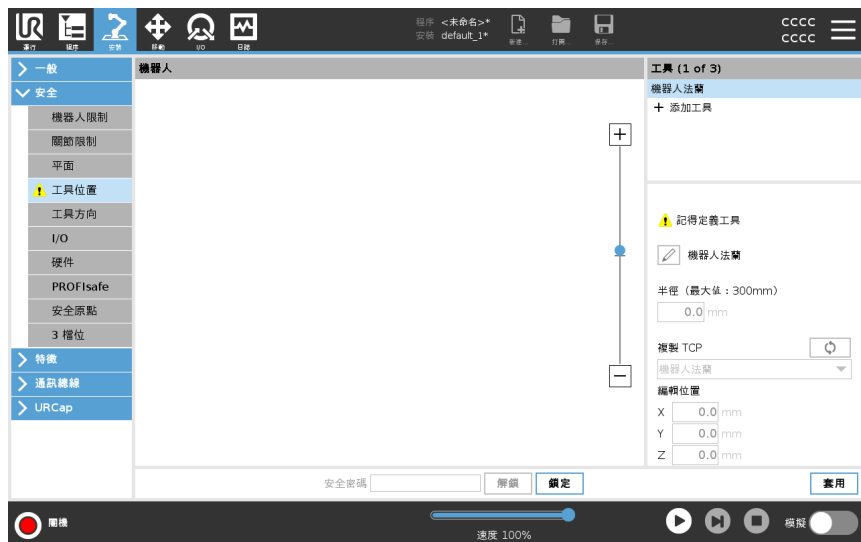 運行
程序
安裝
移動
I/O
日誌
程序 <未命名>*
安裝 default_1*
新建...
打開...
保存...
cccc
cccc
一般
安全
機器人限制
關節限制
平面
工具位置
工具方向
I/O
硬件
PROFIsafe
安全原點
3 檔位
特徵
通訊總線
URCap
機器人
工具 (1 of 3)
機器人法蘭
添加工具
記得定義工具
機器人法蘭
半徑（最大值：300mm）
0.0 mm
複製 TCP
機器人法蘭
編輯位置
X 0.0 mm
Y 0.0 mm
Z 0.0 mm
安全密碼
解鎖
鎖定
套用
關機
速度 100%
模擬